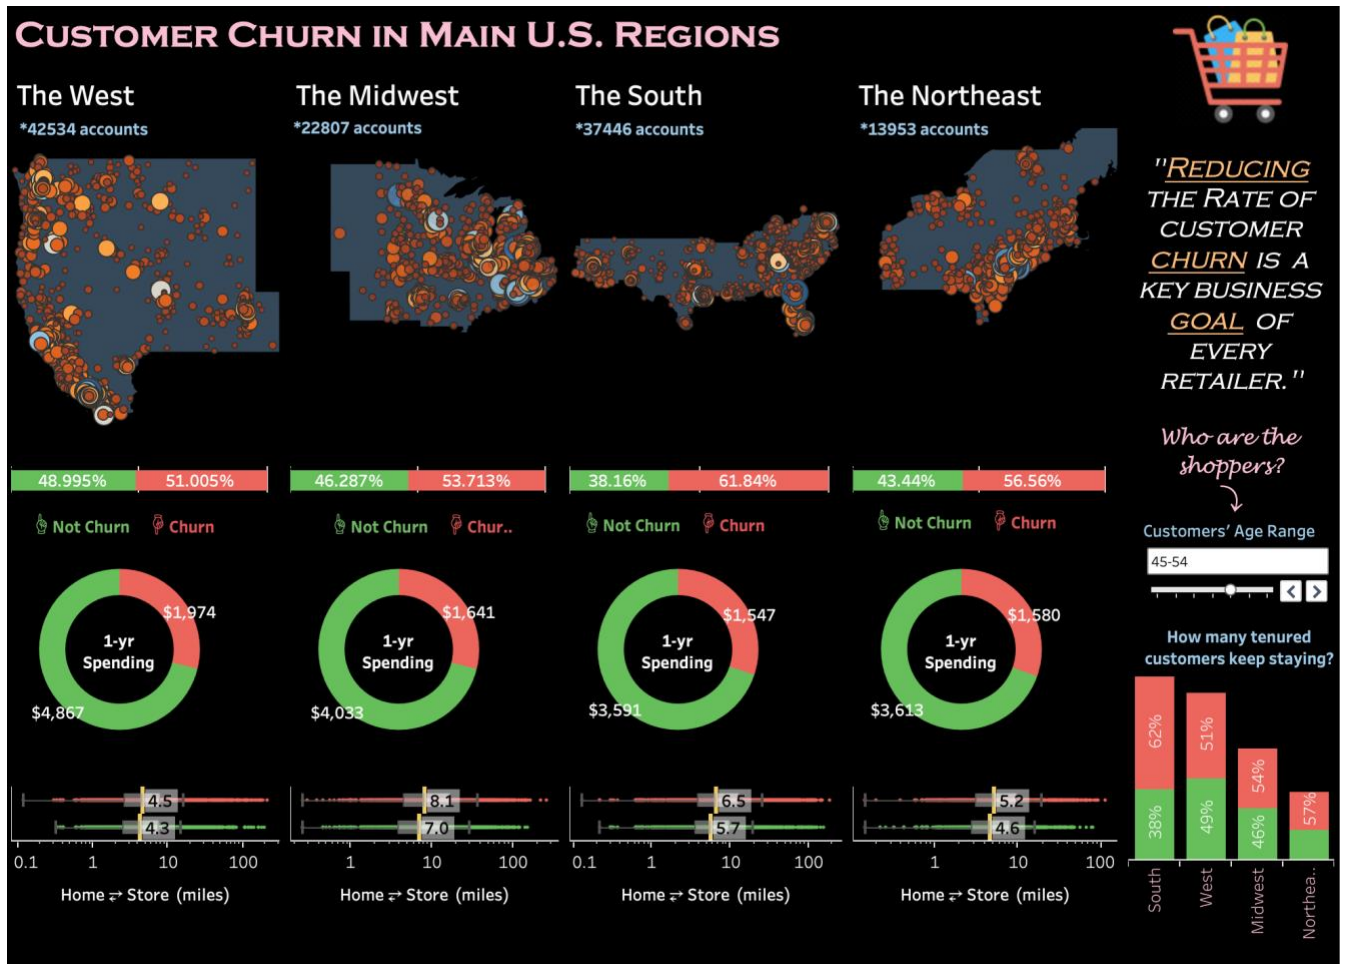 CUSTOMER CHURN IN MAIN U.S. REGIONS
The West
*42534 accounts
The Midwest
*22807 accounts
The South
*37446 accounts
The Northeast
*13953 accounts
48.995% 51.005%
46.287% 53.713%
38.16% 61.84%
43.44% 56.56%
Not Churn Churn
Not Churn Chur..
Not Churn Churn
Not Churn Churn
$1,974
1-yr
Spending
$4,867
$1,641
1-yr
Spending
$4,033
$1,547
1-yr
Spending
$3,591
$1,580
1-yr
Spending
$3,613
4.5
4.3
0.1 1 10 100
Home ⇄ Store (miles)
8.1
7.0
1 10 100
Home ⇄ Store (miles)
6.5
5.7
0.1 1 10 100
Home ⇄ Store (miles)
5.2
4.6
1 10 100
Home ⇄ Store (miles)
"REDUCING
THE RATE OF
CUSTOMER
CHURN IS A
KEY BUSINESS
GOAL OF
EVERY
RETAILER."
Who are the
shoppers?
Customers' Age Range
45-54
How many tenured
customers keep staying?
62% 51% 54% 57%
38% 49% 46%
South West Midwest Northea..